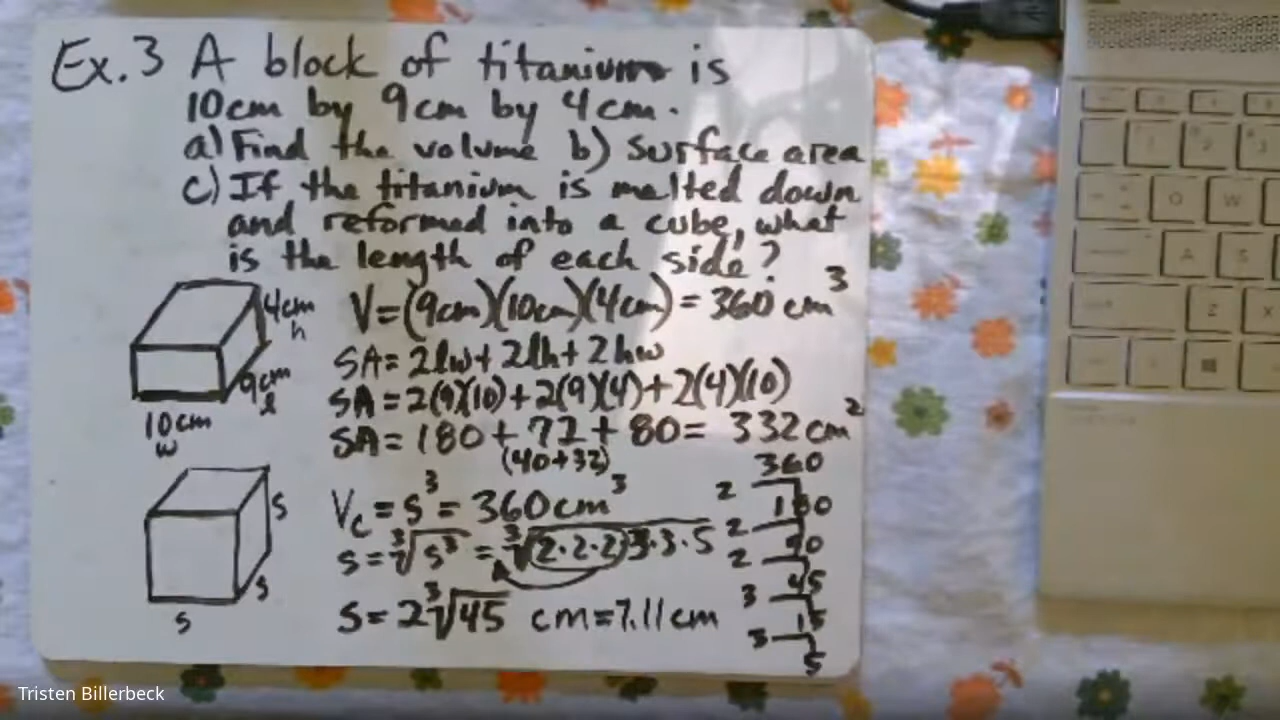 Ex.3 A block of titanium is
10cm by 9cm by 4cm.
a) Find the volume b) surface area
c) If the titanium is melted down
and reformed into a cube, what
is the length of each side?
4cm
h
9cm
l
10cm
w
V=(9cm)(10cm)(4cm)=360 cm³
SA=2lw+2lh+2hw
SA=2(9)(10)+2(9)(4)+2(4)(10)
SA=180+72+80=332cm²
(40+32)
s
s
s
V_c=s³=360cm³
s=∛s³=∛2·2·2·3·3·5
s=2∛45 cm=7.11cm
360
2 180
2 90
2 45
3 15
3 5
Tristen Billerbeck